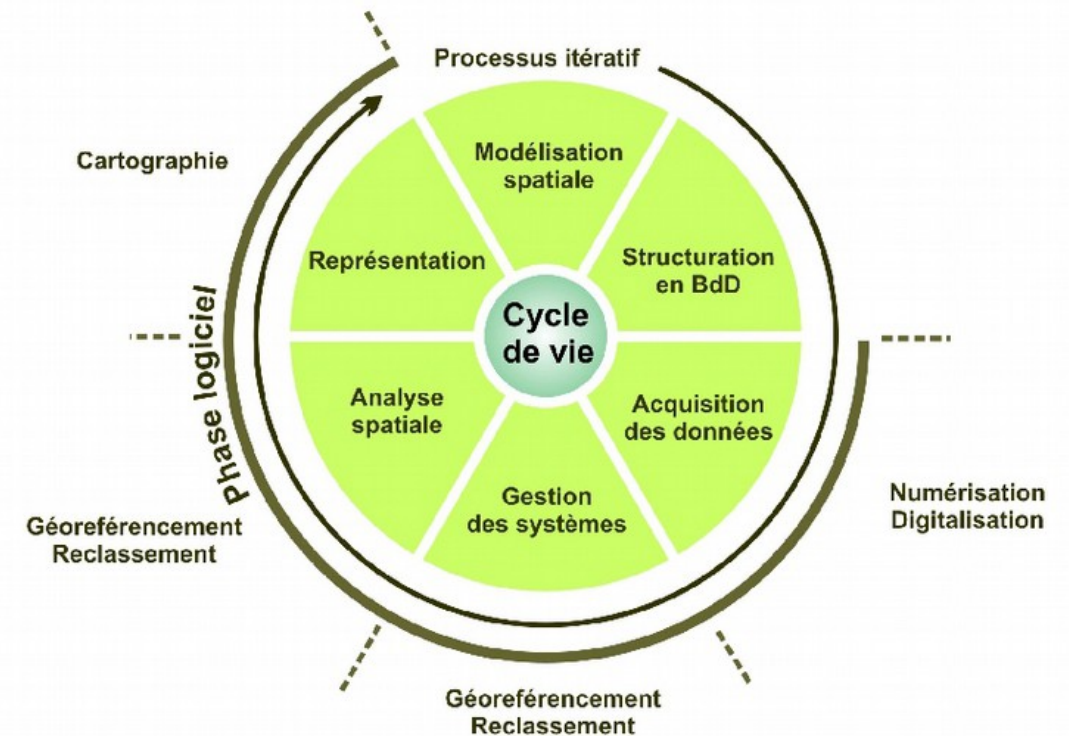 Processus itératif
Cartographie
Modélisation
spatiale
Représentation
Structuration
en BdD
Cycle
de vie
Phase logiciel
Analyse
spatiale
Acquisition
des données
Gestion
des systèmes
Numérisation
Digitalisation
Géoreférencement
Reclassement
Géoreférencement
Reclassement